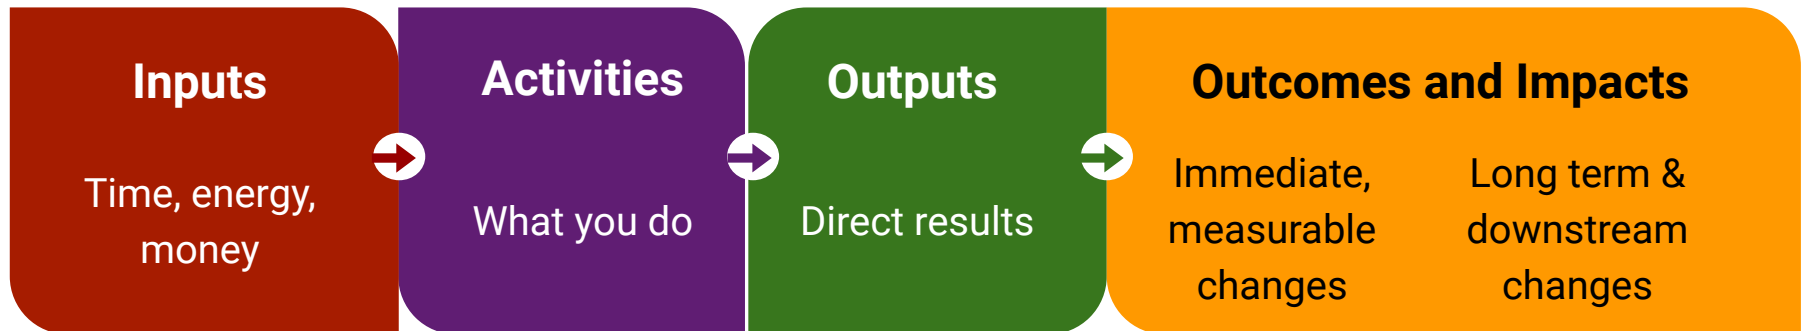 Inputs
Time, energy,
money
Activities
What you do
Outputs
Direct results
Outcomes and Impacts
Immediate,
measurable
changes
Long term &
downstream
changes